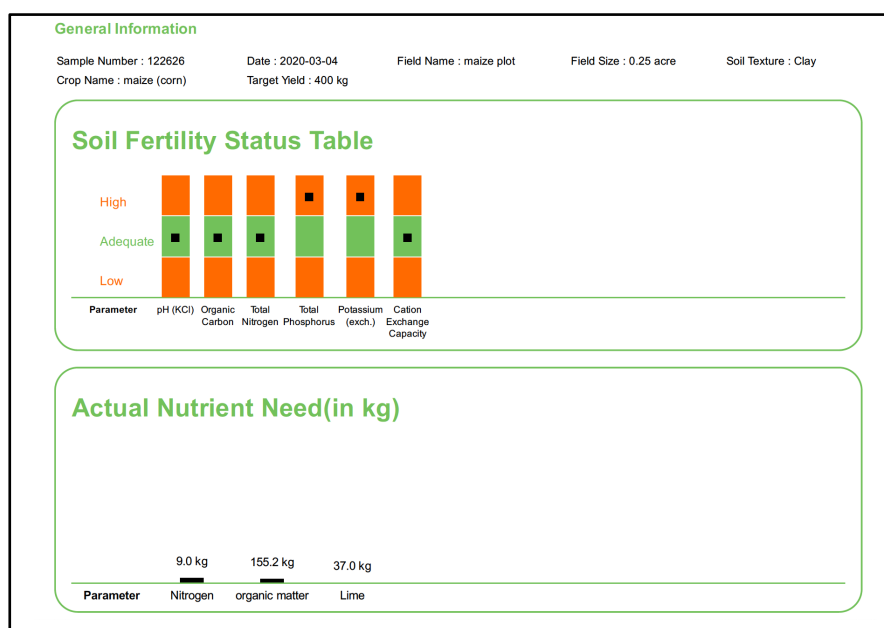 General Information
Sample Number : 122626 Date : 2020-03-04 Field Name : maize plot Field Size : 0.25 acre Soil Texture : Clay
Crop Name : maize (corn) Target Yield : 400 kg
Soil Fertility Status Table
High
Adequate
Low
Parameter pH (KCl) Organic Total Total Potassium Cation
Carbon Nitrogen Phosphorus (exch.) Exchange
Capacity
Actual Nutrient Need(in kg)
9.0 kg 155.2 kg 37.0 kg
Parameter Nitrogen organic matter Lime